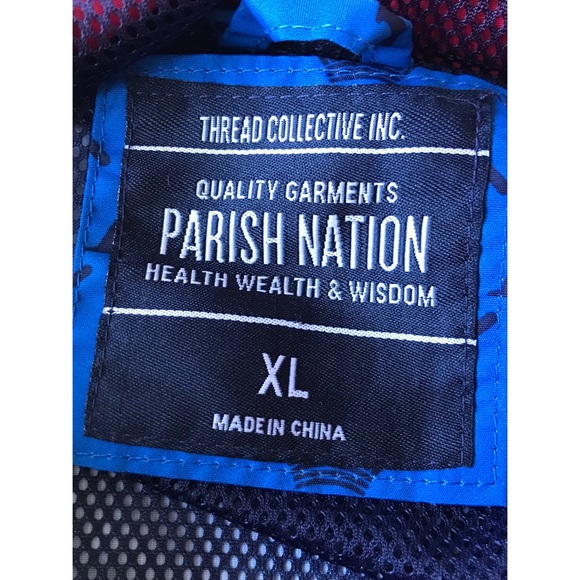 THREAD COLLECTIVE INC.
QUALITY GARMENTS
PARISH NATION
HEALTH WEALTH & WISDOM
XL
MADE IN CHINA